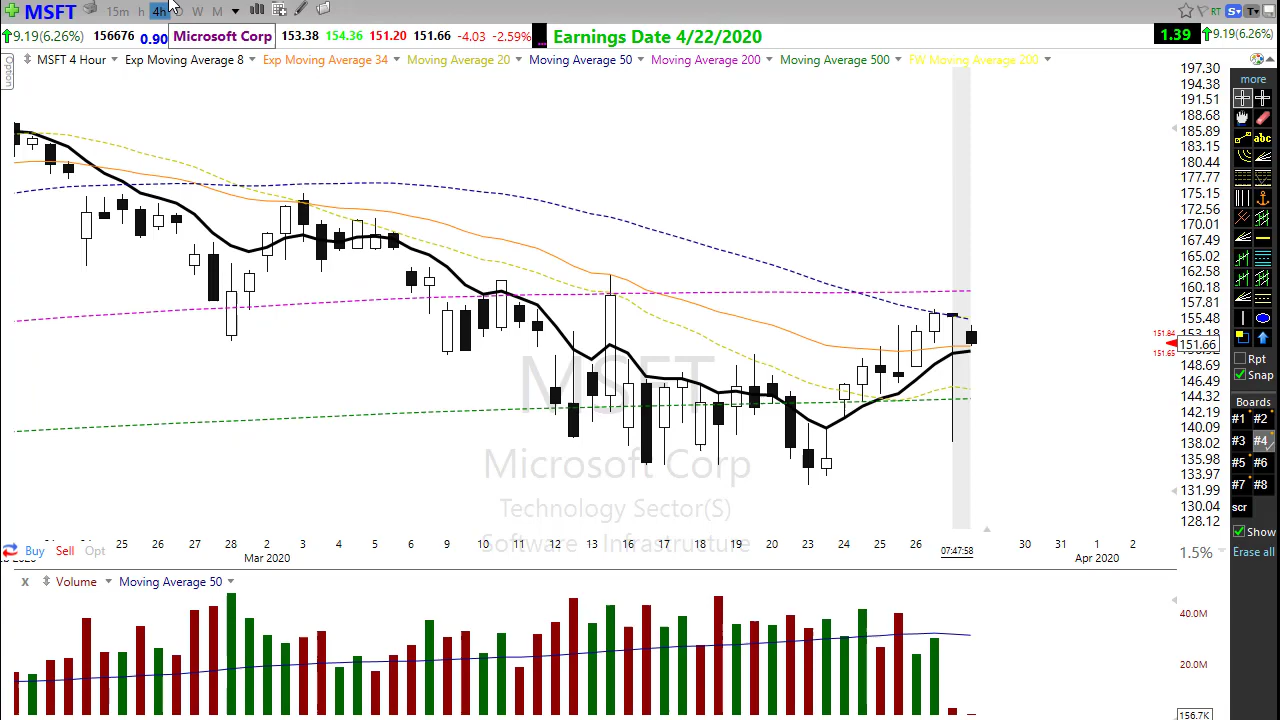 MSFT 15m h 4h D W M RT S T
9.19(6.26%) 156676 0.90 Microsoft Corp 153.38 154.36 151.20 151.66 -4.03 -2.59% Earnings Date 4/22/2020 1.39 9.19(6.26%)
MSFT 4 Hour Exp Moving Average 8 Exp Moving Average 34 Moving Average 20 Moving Average 50 Moving Average 200 Moving Average 500 FW Moving Average 200
Option
197.30
194.38
191.51
188.68
185.89
183.15
180.44
177.77
175.15
172.56
170.01
167.49
165.02
162.58
160.18
157.81
155.48
151.84
151.66
151.65
148.69
146.49
144.32
142.19
140.09
138.02
135.98
133.97
131.99
130.04
128.12
more
abc
Rpt
Snap
Boards
#1 #2
#3 #4
#5 #6
#7 #8
scr
Show
Erase all
MSFT
Microsoft Corp
Technology Sector(S)
Software - Infrastructure
Buy Sell Opt
25 26 27 28 3 4 5 6 9 10 11 12 13 16 17 18 19 20 23 24 25 26 07:47:58 30 31 1 2
Mar 2020 Apr 2020
1.5%
X Volume Moving Average 50
40.0M
20.0M
156.7K